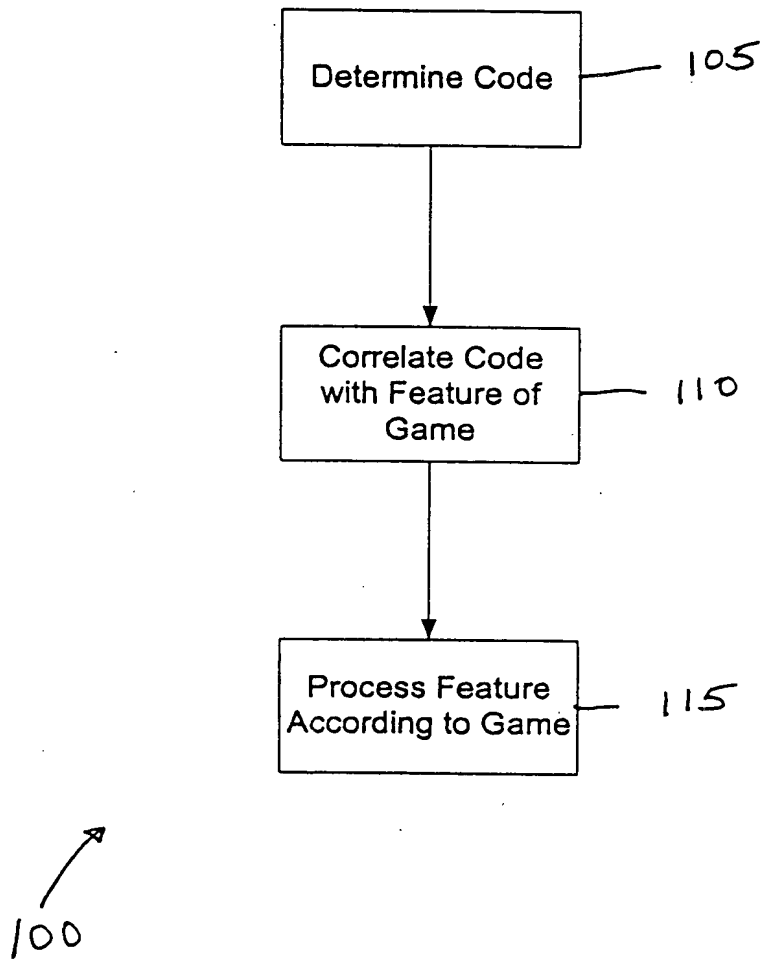 Determine Code
105
Correlate Code
with Feature of
Game
110
Process Feature
According to Game
115
100